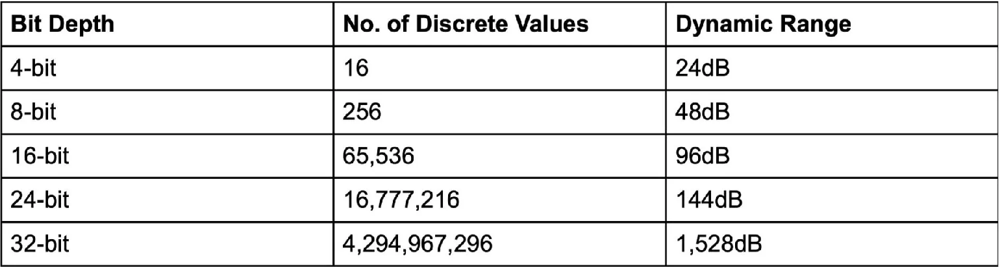 Bit Depth No. of Discrete Values Dynamic Range
4-bit 16 24dB
8-bit 256 48dB
16-bit 65,536 96dB
24-bit 16,777,216 144dB
32-bit 4,294,967,296 1,528dB